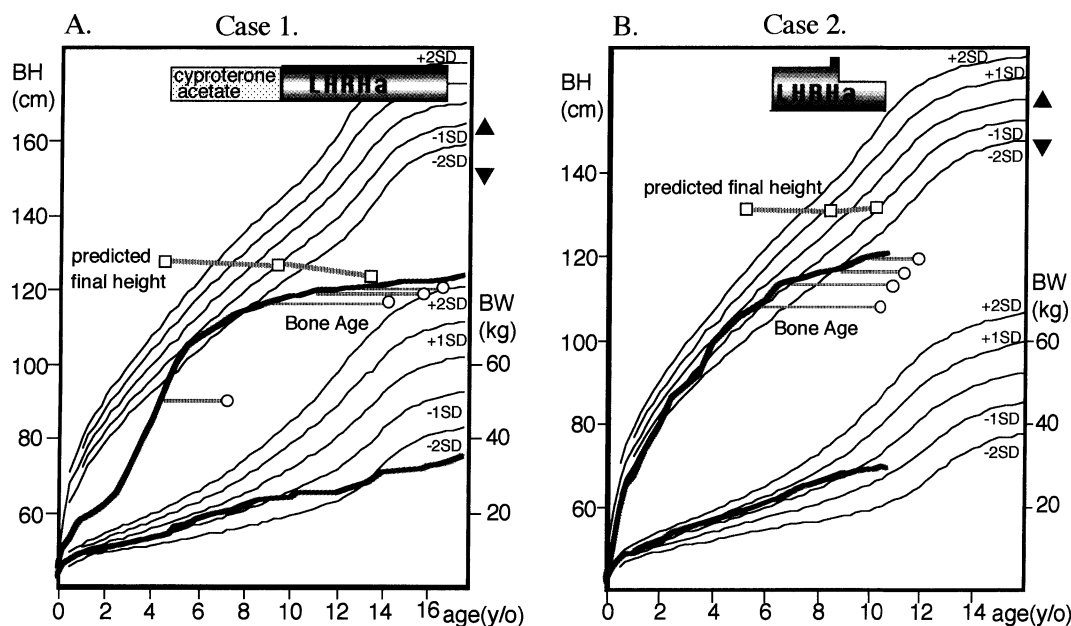 A. Case 1.
BH
(cm)
160
140
120
100
80
60
cyproterone
acetate
LHRHa
+2SD
-1SD
-2SD
predicted
final height
Bone Age
BW
(kg)
+2SD
+1SD
-1SD
-2SD
60
40
20
0 2 4 6 8 10 12 14 16 age(y/o)
B. Case 2.
BH
(cm)
140
120
100
80
60
LHRHa
+2SD
+1SD
-1SD
-2SD
predicted final height
Bone Age
BW
(kg)
+2SD
+1SD
-1SD
-2SD
60
40
20
0 2 4 6 8 10 12 14 age(y/o)